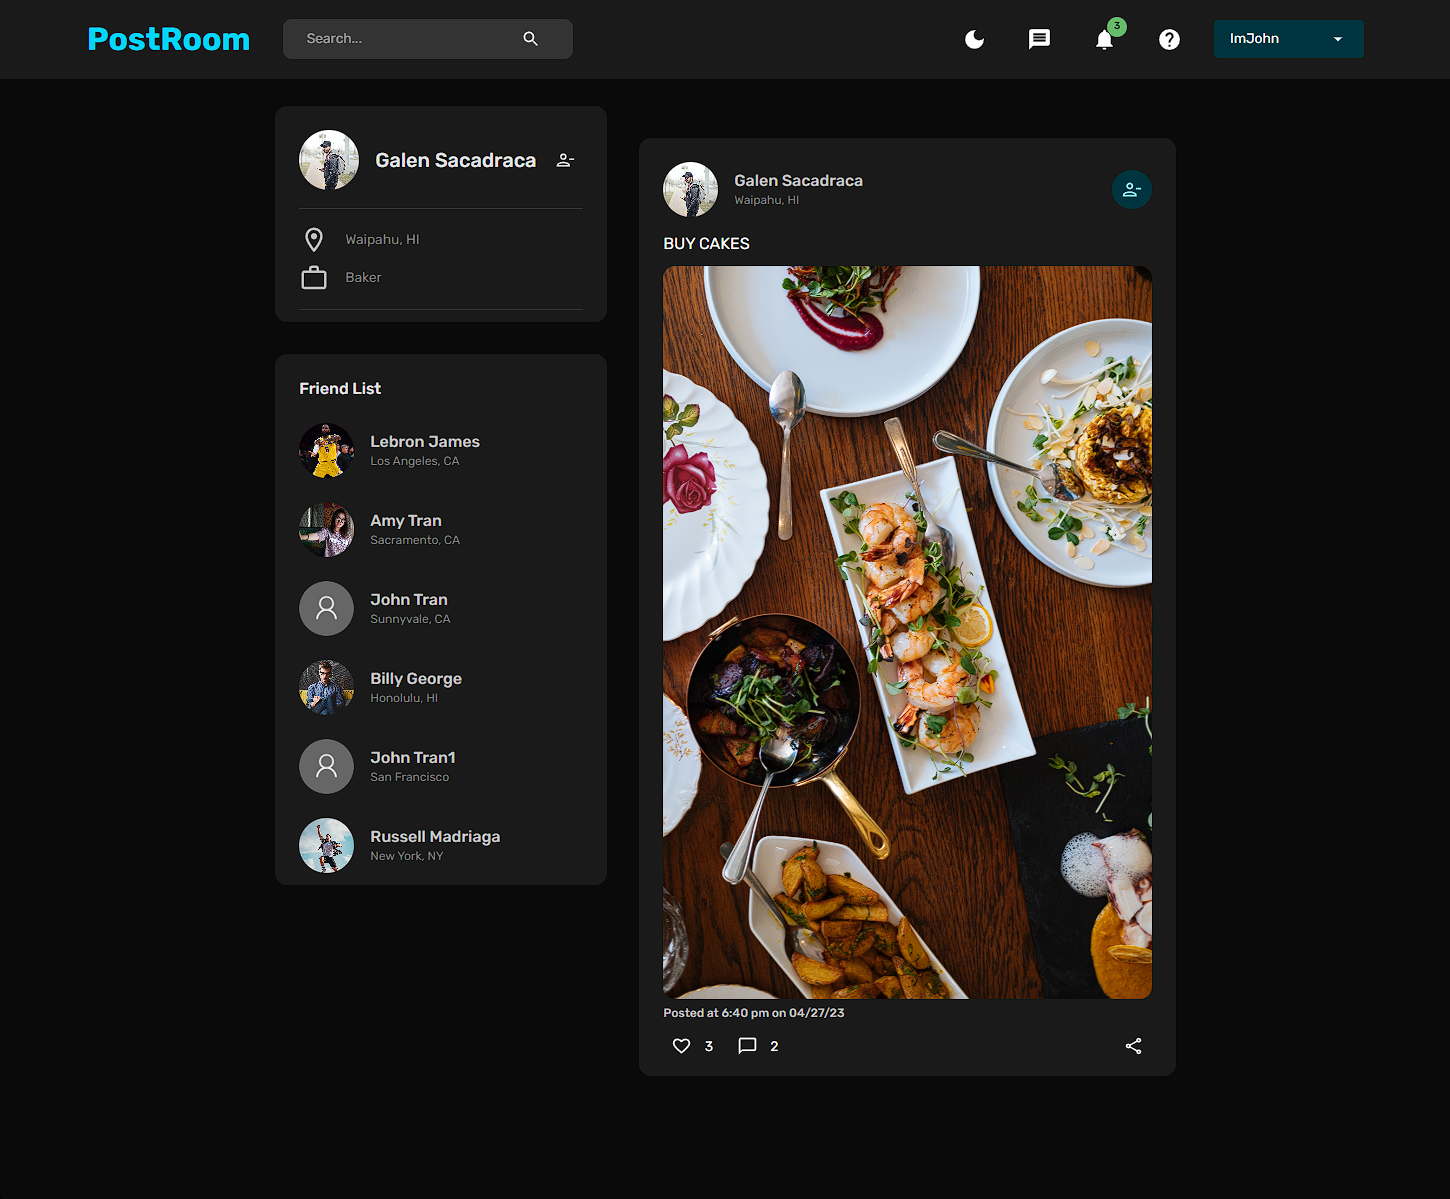 PostRoom
Search...
3
ImJohn
Galen Sacadraca
Waipahu, HI
Baker
Friend List
Lebron James
Los Angeles, CA
Amy Tran
Sacramento, CA
John Tran
Sunnyvale, CA
Billy George
Honolulu, HI
John Tran1
San Francisco
Russell Madriaga
New York, NY
Galen Sacadraca
Waipahu, HI
BUY CAKES
Posted at 6:40 pm on 04/27/23
3
2